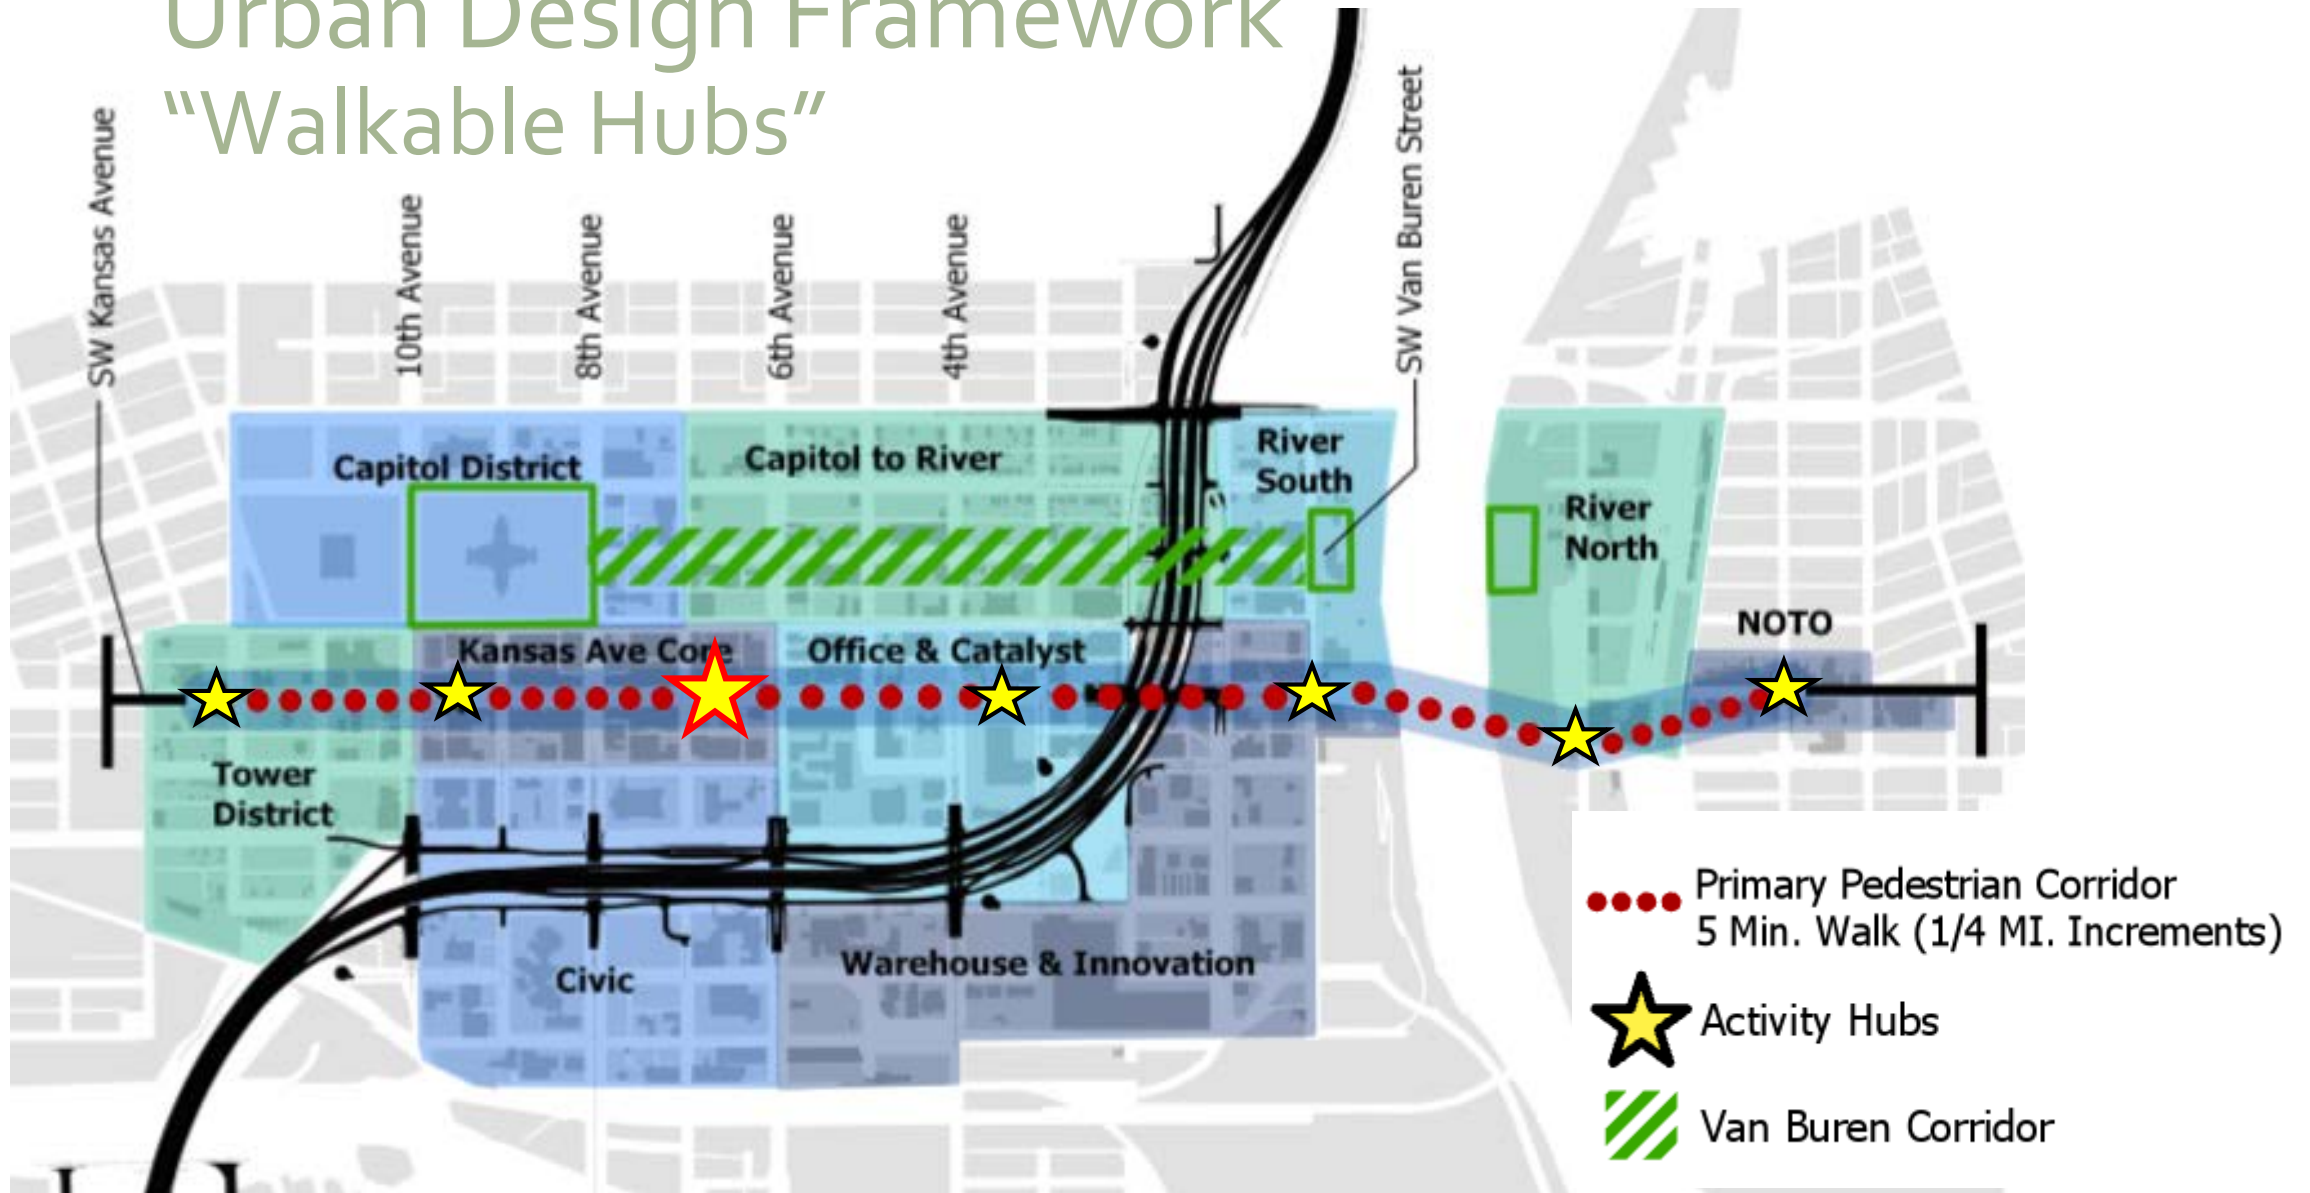 Urban Design Framework
“Walkable Hubs”
SW Kansas Avenue
10th Avenue
8th Avenue
6th Avenue
4th Avenue
SW Van Buren Street
Capitol District
Capitol to River
River
South
River
North
NOTO
Kansas Ave Core
Office & Catalyst
Tower
District
Civic
Warehouse & Innovation
Primary Pedestrian Corridor
5 Min. Walk (1/4 MI. Increments)
Activity Hubs
Van Buren Corridor